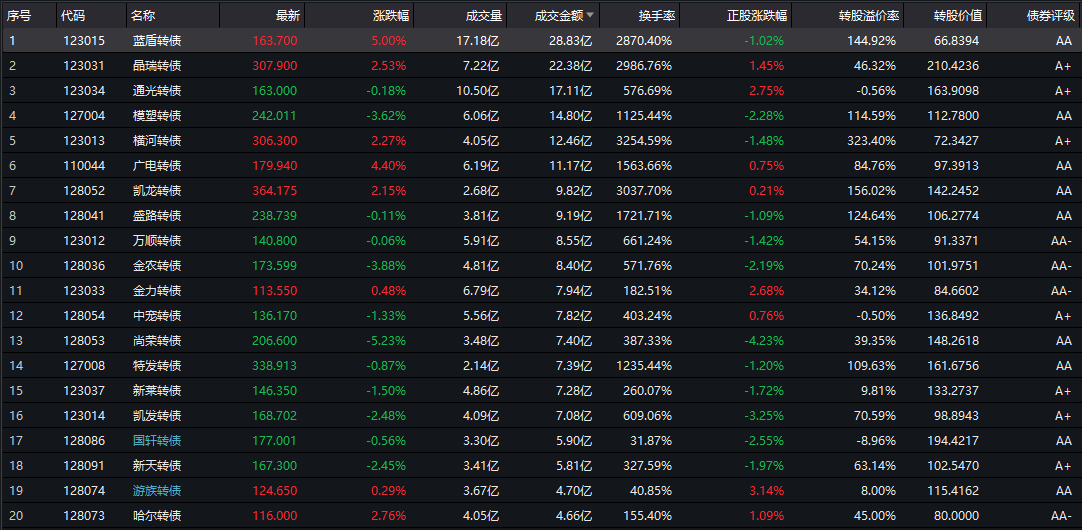 序号 代码 名称 最新 涨跌幅 成交量 成交金额 换手率 正股涨跌幅 转股溢价率 转股价值 债券评级
1 123015 蓝盾转债 163.700 5.00% 17.18亿 28.83亿 2870.40% -1.02% 144.92% 66.8394 AA
2 123031 晶瑞转债 307.900 2.53% 7.22亿 22.38亿 2986.76% 1.45% 46.32% 210.4236 A+
3 123034 通光转债 163.000 -0.18% 10.50亿 17.11亿 576.69% 2.75% -0.56% 163.9098 A+
4 127004 模塑转债 242.011 -3.62% 6.06亿 14.80亿 1125.44% -2.28% 114.59% 112.7800 AA
5 123013 横河转债 306.300 2.27% 4.05亿 12.46亿 3254.59% -1.48% 323.40% 72.3427 A+
6 110044 广电转债 179.940 4.40% 6.19亿 11.17亿 1563.66% 0.75% 84.76% 97.3913 AA
7 128052 凯龙转债 364.175 2.15% 2.68亿 9.82亿 3037.70% 0.21% 156.02% 142.2452 AA
8 128041 盛路转债 238.739 -0.11% 3.81亿 9.19亿 1721.71% -1.09% 124.64% 106.2774 AA
9 123012 万顺转债 140.800 -0.06% 5.91亿 8.55亿 661.24% -1.42% 54.15% 91.3371 AA-
10 128036 金农转债 173.599 -3.88% 4.81亿 8.40亿 571.76% -2.19% 70.24% 101.9751 AA-
11 123033 金力转债 113.550 0.48% 6.79亿 7.94亿 182.51% 2.68% 34.12% 84.6602 AA-
12 128054 中宠转债 136.170 -1.33% 5.56亿 7.82亿 403.24% 0.76% -0.50% 136.8492 A+
13 128053 尚荣转债 206.600 -5.23% 3.48亿 7.40亿 387.33% -4.23% 39.35% 148.2618 AA
14 127008 特发转债 338.913 -0.87% 2.14亿 7.39亿 1235.44% -1.20% 109.63% 161.6756 AA
15 123037 新莱转债 146.350 -1.50% 4.86亿 7.28亿 260.07% -1.72% 9.81% 133.2737 A+
16 123014 凯发转债 168.702 -2.48% 4.09亿 7.08亿 609.06% -3.25% 70.59% 98.8943 A+
17 128086 国轩转债 177.001 -0.56% 3.30亿 5.90亿 31.87% -2.55% -8.96% 194.4217 AA
18 128091 新天转债 167.300 -2.45% 3.41亿 5.81亿 327.59% -1.97% 63.14% 102.5470 A+
19 128074 游族转债 124.650 0.29% 3.67亿 4.70亿 40.85% 3.14% 8.00% 115.4162 AA
20 128073 哈尔转债 116.000 2.76% 4.05亿 4.66亿 155.40% 1.09% 45.00% 80.0000 AA-